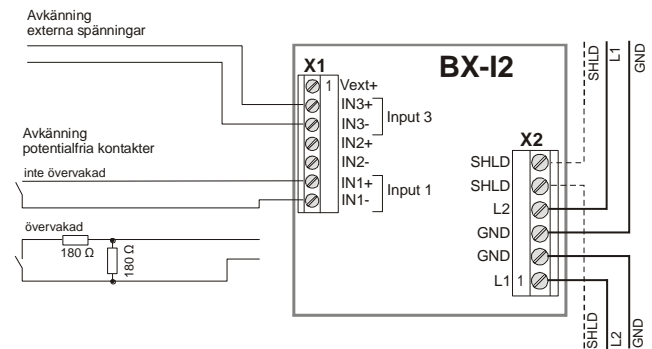 Avkänning
externa spänningar
Avkänning
potentialfria kontakter
inte övervakad
övervakad
180 Ω
180 Ω
BX-I2
X1
1 Vext+
IN3+
IN3-
Input 3
IN2+
IN2-
IN1+
IN1-
Input 1
X2
SHLD
SHLD
L2
GND
GND
L1 1
SHLD
L1
GND
SHLD
L2
GND